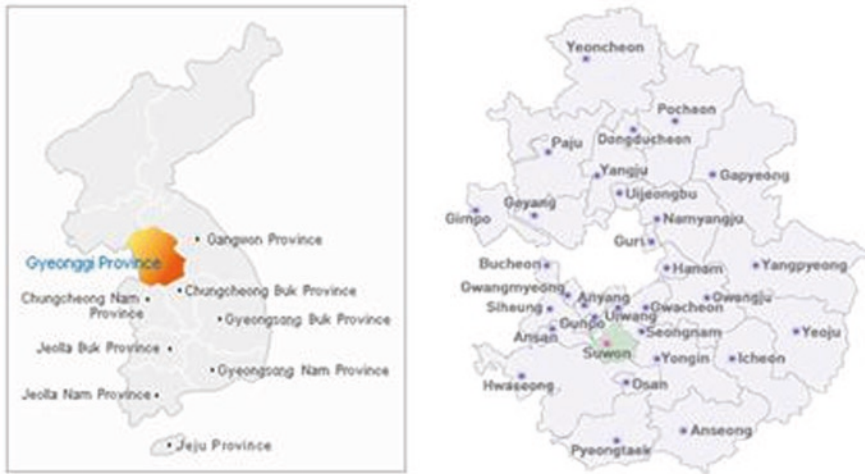 Gangwon Province
Gyeonggi Province
Chungcheong Buk Province
Chungcheong Nam
Province
Gyeongsang Buk Province
Jeolla Buk Province
Gyeongsang Nam Province
Jeolla Nam Province
Jeju Province
Yeoncheon
Pocheon
Dongducheon
Paju
Yangju
Gapyeong
Uijeongbu
Goyang
Gimpo
Namyangju
Guri
Bucheon
Hanam
Yangpyeong
Gwangmyeong
Anyang
Gwangju
Siheung
Gwacheon
Uiwang
Gunpo
Seongnam
Yeoju
Ansan
Suwon
Yongin
Icheon
Hwaseong
Osan
Anseong
Pyeongtaek